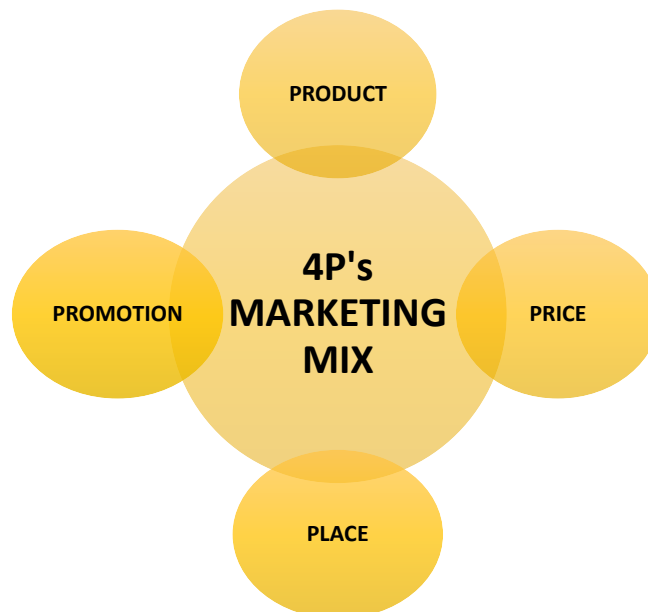 PRODUCT
4P's
MARKETING
MIX
PROMOTION
PRICE
PLACE